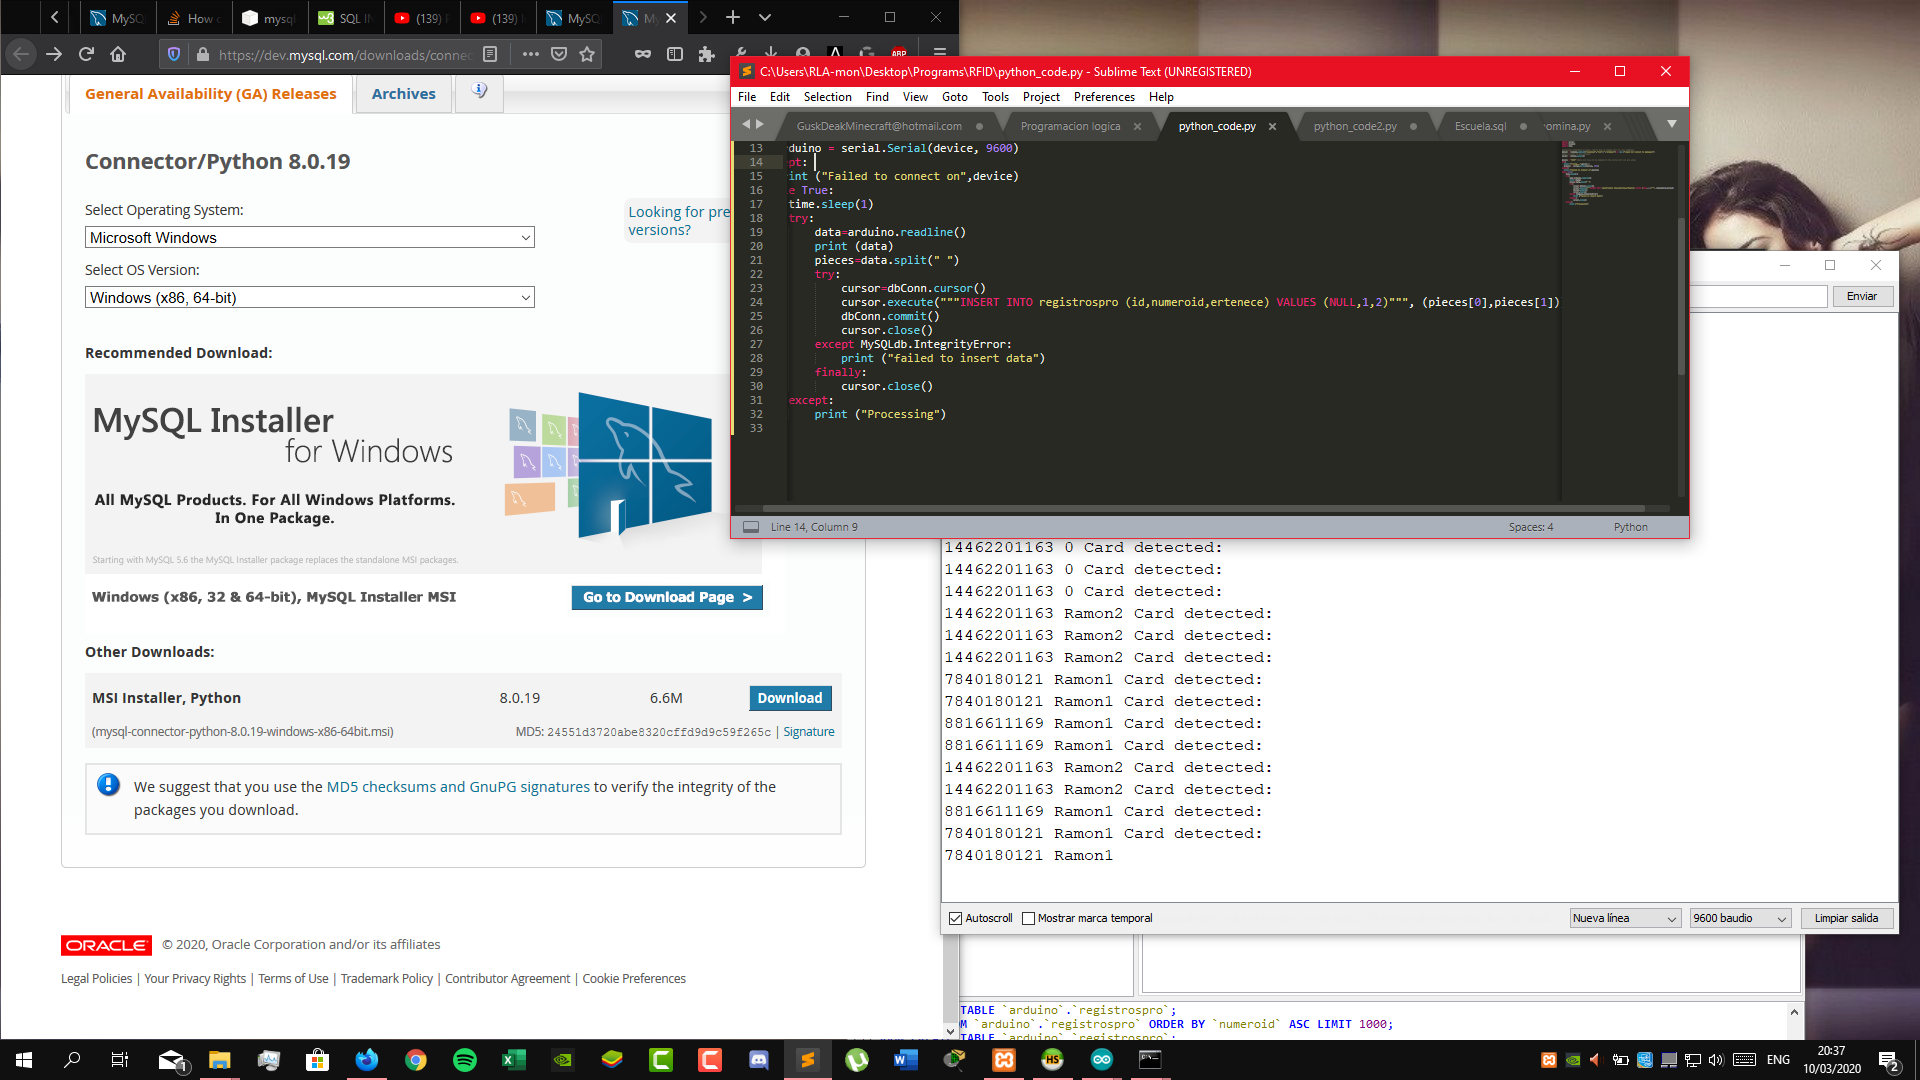 MySQ
How c
mysq
SQL IN
(139) F
(139) I
MySQ
M
https://dev.mysql.com/downloads/connec
ABP
General Availability (GA) Releases
Archives
Connector/Python 8.0.19
Select Operating System:
Microsoft Windows
Looking for pre
versions?
Select OS Version:
Windows (x86, 64-bit)
Recommended Download:
MySQL Installer
for Windows
All MySQL Products. For All Windows Platforms.
In One Package.
Starting with MySQL 5.6 the MySQL Installer package replaces the standalone MSI packages.
Windows (x86, 32 & 64-bit), MySQL Installer MSI
Go to Download Page >
Other Downloads:
MSI Installer, Python
8.0.19
6.6M
Download
(mysql-connector-python-8.0.19-windows-x86-64bit.msi)
MD5: 24551d3720abe8320cffd9d9c59f265c | Signature
We suggest that you use the MD5 checksums and GnuPG signatures to verify the integrity of the
packages you download.
ORACLE © 2020, Oracle Corporation and/or its affiliates
Legal Policies | Your Privacy Rights | Terms of Use | Trademark Policy | Contributor Agreement | Cookie Preferences
C:\Users\RLA-mon\Desktop\Programs\RFID\python_code.py - Sublime Text (UNREGISTERED)
File Edit Selection Find View Goto Tools Project Preferences Help
GuskDeakMinecraft@hotmail.com
Programacion logica
python_code.py
python_code2.py
Escuela.sql
omina.py
13 rduino = serial.Serial(device, 9600)
14 pt:
15 int ("Failed to connect on",device)
16 e True:
17 time.sleep(1)
18 try:
19 data=arduino.readline()
20 print (data)
21 pieces=data.split(" ")
22 try:
23 cursor=dbConn.cursor()
24 cursor.execute("""INSERT INTO registrospro (id,numeroid,ertenece) VALUES (NULL,1,2)""", (pieces[0],pieces[1])
25 dbConn.commit()
26 cursor.close()
27 except MySQLdb.IntegrityError:
28 print ("failed to insert data")
29 finally:
30 cursor.close()
31 except:
32 print ("Processing")
33
Line 14, Column 9
Spaces: 4
Python
Enviar
14462201163 0 Card detected:
14462201163 0 Card detected:
14462201163 0 Card detected:
14462201163 Ramon2 Card detected:
14462201163 Ramon2 Card detected:
14462201163 Ramon2 Card detected:
7840180121 Ramon1 Card detected:
7840180121 Ramon1 Card detected:
8816611169 Ramon1 Card detected:
8816611169 Ramon1 Card detected:
14462201163 Ramon2 Card detected:
14462201163 Ramon2 Card detected:
8816611169 Ramon1 Card detected:
7840180121 Ramon1 Card detected:
7840180121 Ramon1
Autoscroll
Mostrar marca temporal
Nueva línea
9600 baudio
Limpiar salida
TABLE `arduino`.`registrospro`;
M `arduino`.`registrospro` ORDER BY `numeroid` ASC LIMIT 1000;
TABLE `arduino`.`registrospro`
ENG
20:37
10/03/2020